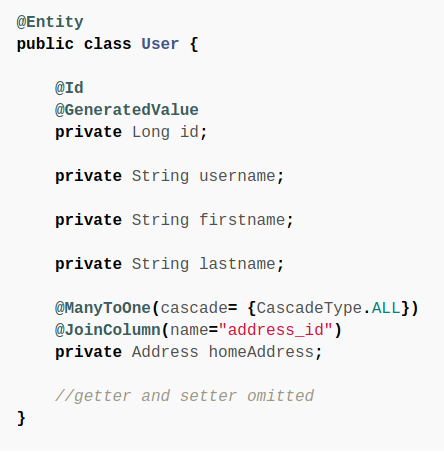 @Entity
public class User {
@Id
@GeneratedValue
private Long id;
private String username;
private String firstname;
private String lastname;
@ManyToOne(cascade= {CascadeType.ALL})
@JoinColumn(name="address_id")
private Address homeAddress;
//getter and setter omitted
}